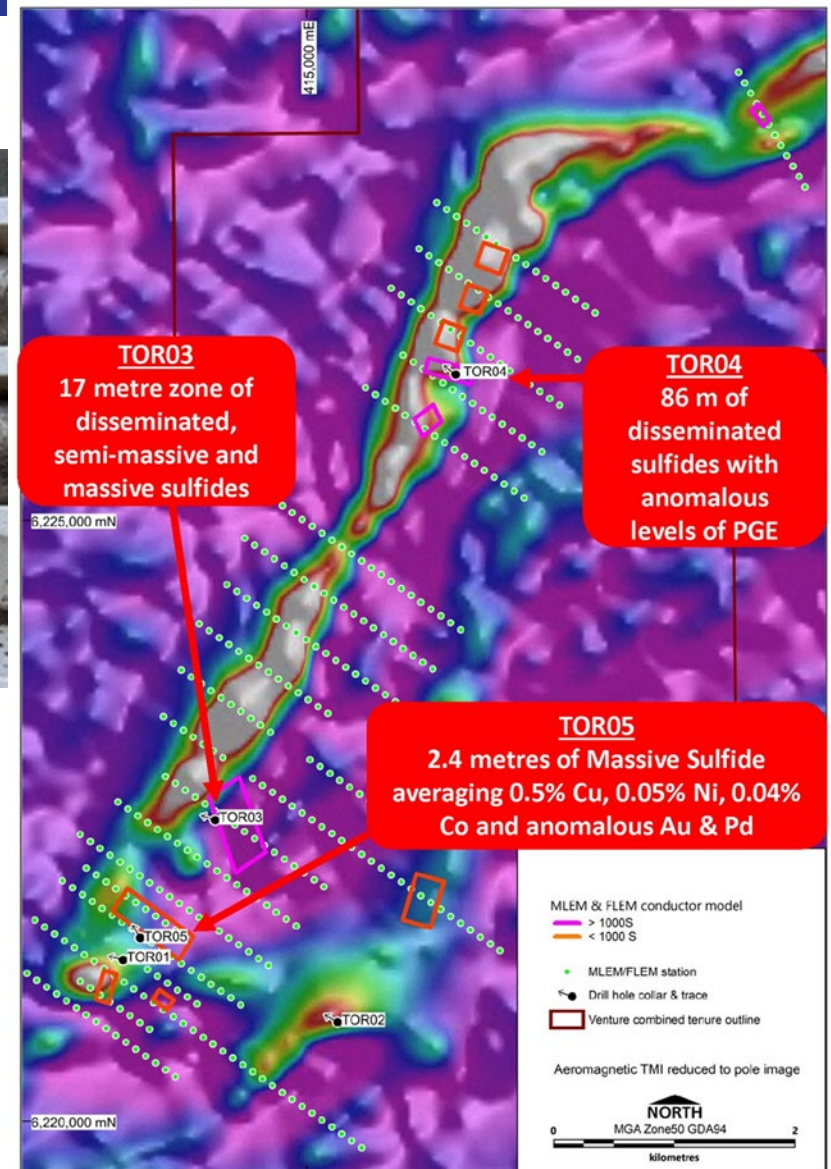 415,000 mE
TOR03
17 metre zone of
disseminated,
semi-massive and
massive sulfides
TOR04
TOR04
86 m of
disseminated
sulfides with
anomalous
levels of PGE
6,225,000 mN
TOR05
2.4 metres of Massive Sulfide
averaging 0.5% Cu, 0.05% Ni, 0.04%
Co and anomalous Au & Pd
TOR03
TOR05
TOR01
TOR02
6,220,000 mN
MLEM & FLEM conductor model
> 1000S
< 1000 S
MLEM/FLEM station
Drill hole collar & trace
Venture combined tenure outline
Aeromagnetic TMI reduced to pole image
NORTH
MGA Zone50 GDA94
0 2
kilometres